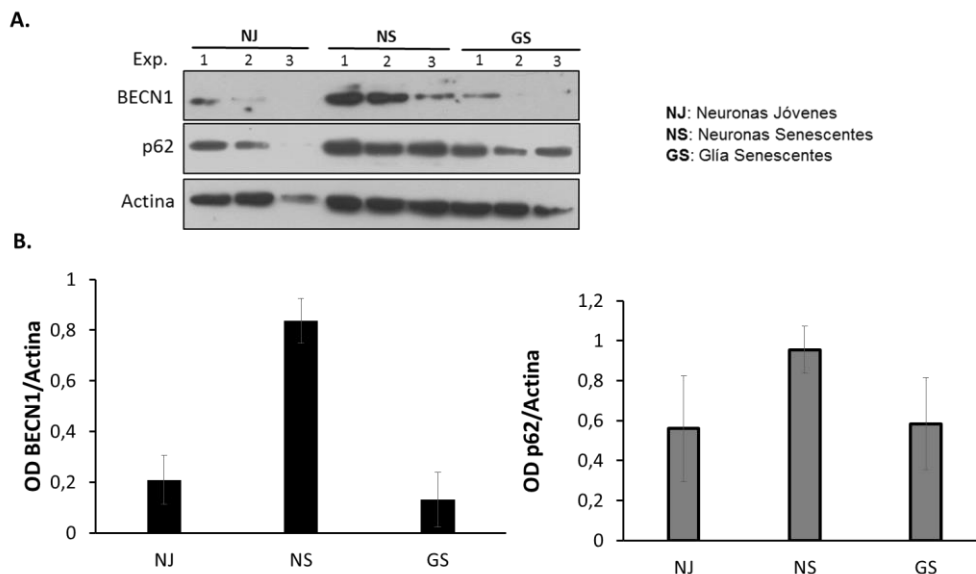 A.
NJ NS GS
Exp. 1 2 3 1 2 3 1 2 3
BECN1
p62
Actina
NJ: Neuronas Jóvenes
NS: Neuronas Senescentes
GS: Glía Senescentes
B.
OD BECN1/Actina
1
0,8
0,6
0,4
0,2
0
NJ NS GS
OD p62/Actina
1,2
1
0,8
0,6
0,4
0,2
0
NJ NS GS